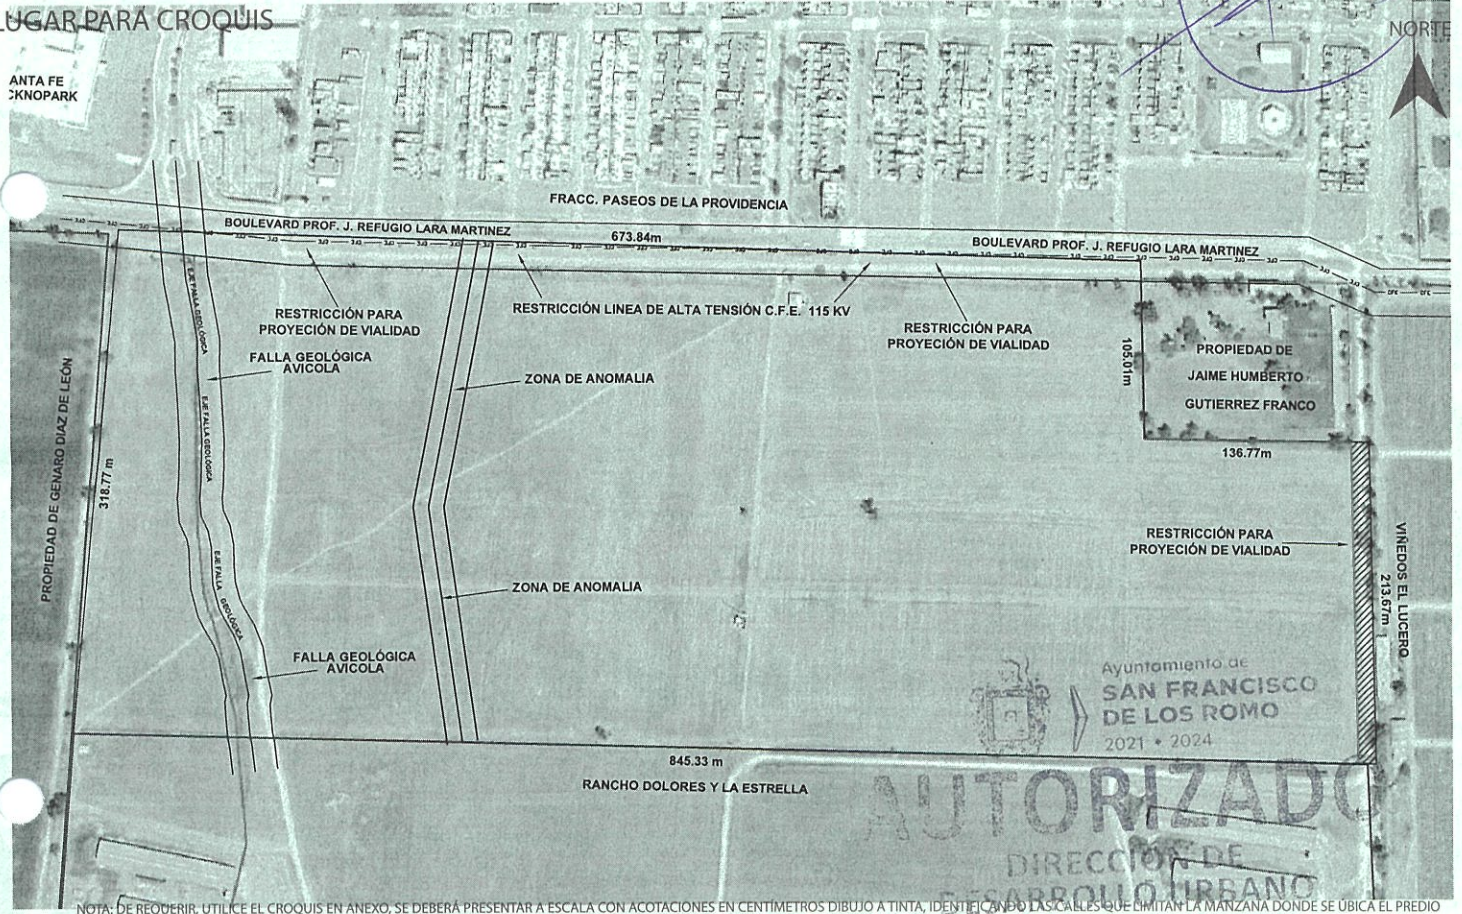 LUGAR PARA CROQUIS
NORTE
ANTA FE
CKNOPARK
FRACC. PASEOS DE LA PROVIDENCIA
BOULEVARD PROF. J. REFUGIO LARA MARTINEZ
673.84m
BOULEVARD PROF. J. REFUGIO LARA MARTINEZ
RESTRICCIÓN PARA
PROYECIÓN DE VIALIDAD
RESTRICCIÓN LINEA DE ALTA TENSIÓN C.F.E. 115 KV
RESTRICCIÓN PARA
PROYECIÓN DE VIALIDAD
EJE FALLA GEOLÓGICA
FALLA GEOLÓGICA
AVICOLA
ZONA DE ANOMALIA
105.01m
PROPIEDAD DE
JAIME HUMBERTO
GUTIERREZ FRANCO
136.77m
PROPIEDAD DE GENARO DIAZ DE LEÓN
318.77 m
EJE FALLA GEOLÓGICA
RESTRICCIÓN PARA
PROYECIÓN DE VIALIDAD
VIÑEDOS EL LUCERO
213.67m
EJE FALLA GEOLÓGICA
ZONA DE ANOMALIA
FALLA GEOLÓGICA
AVICOLA
Ayuntamiento de
SAN FRANCISCO
DE LOS ROMO
2021 • 2024
845.33 m
RANCHO DOLORES Y LA ESTRELLA
AUTORIZADO
DIRECCIÓN DE
DESARROLLO URBANO
NOTA: DE REQUERIR, UTILICE EL CROQUIS EN ANEXO, SE DEBERÁ PRESENTAR A ESCALA CON ACOTACIONES EN CENTÍMETROS DIBUJO A TINTA, IDENTIFICANDO LAS CALLES QUE LIMITAN LA MANZANA DONDE SE ÚBICA EL PREDIO